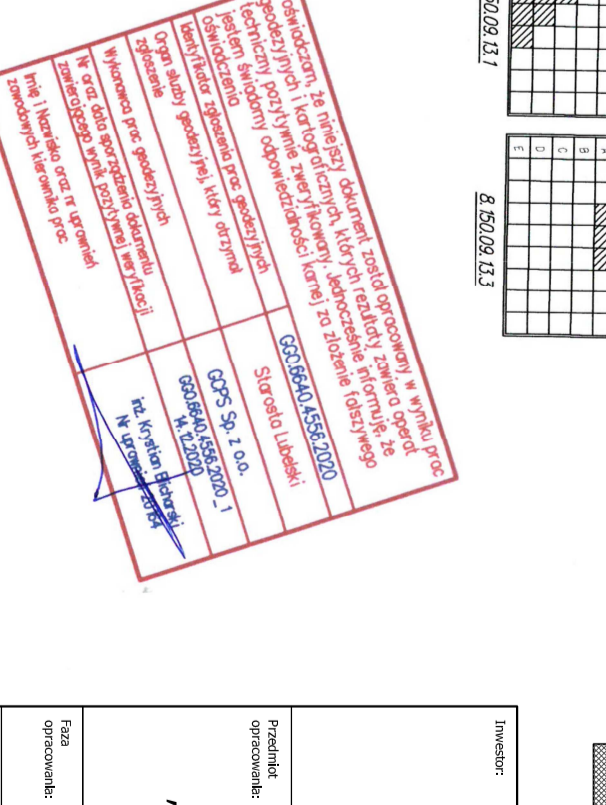 50.09.13.1
A
B
C
D
E
8.150.09.13.3
oświadczam, że niniejszy dokument został opracowany w wyniku prac
geodezyjnych i kartograficznych, których rezultaty zawiera operat
techniczny pozytywnie zweryfikowany. Jednocześnie informuję, że
jestem świadomy odpowiedzialności karnej za złożenie fałszywego
oświadczenia
Identyfikator zgłoszenia prac geodezyjnych
GGO.6640.4556.2020
Organ służby geodezyjnej, który otrzymał
zgłoszenie
Starosta Lubelski
Wykonawca prac geodezyjnych
GCPS Sp. z o.o.
Nr oraz data sporządzenia dokumentu
zawierającego wynik pozytywnej weryfikacji
GGO.6640.4556.2020_1
14.12.2020
Imię i Nazwisko oraz nr uprawnień
zawodowych kierownika prac
inż. Krystian Blicharski
Nr uprawnień 20164
Inwestor:
Przedmiot
opracowania:
Faza
opracowania: